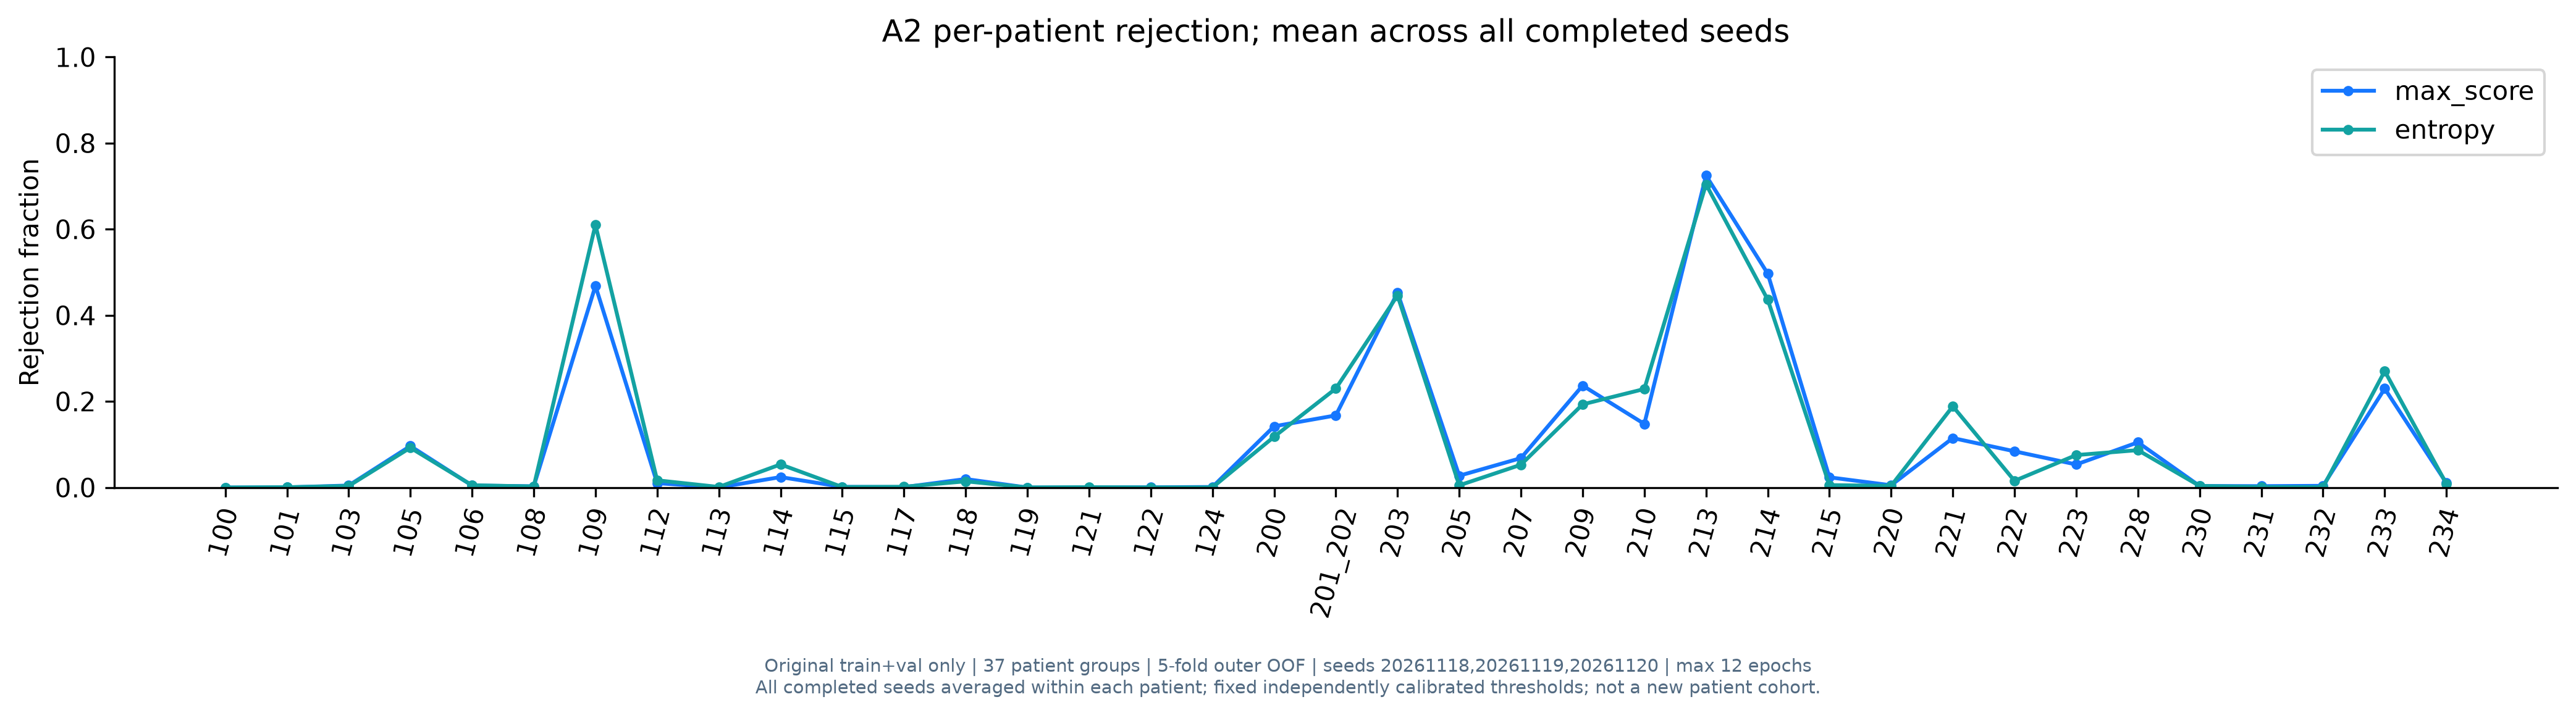 A2 per-patient rejection; mean across all completed seeds
1.0
0.8
0.6
0.4
0.2
0.0
Rejection fraction
max_score
entropy
100 101 103 105 106 108 109 112 113 114 115 117 118 119 121 122 124 200 201_202 203 205 207 209 210 213 214 215 220 221 222 223 228 230 231 232 233 234
Original train+val only | 37 patient groups | 5-fold outer OOF | seeds 20261118,20261119,20261120 | max 12 epochs
All completed seeds averaged within each patient; fixed independently calibrated thresholds; not a new patient cohort.